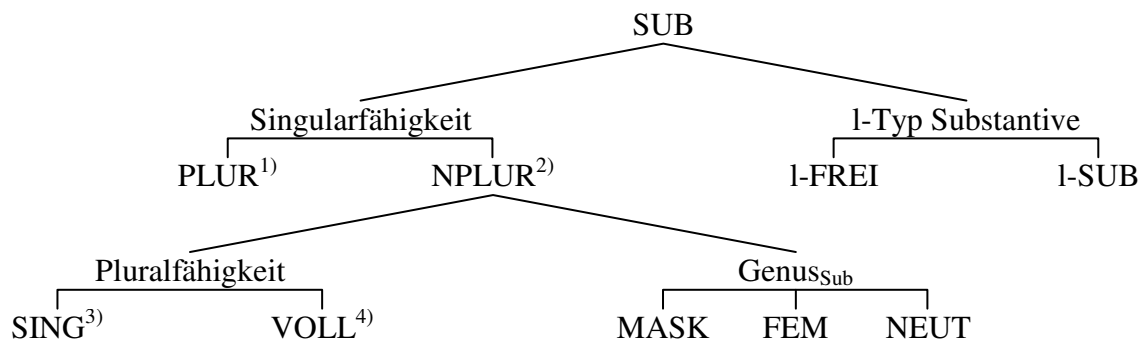 SUB
Singularfähigkeit l-Typ Substantive
PLUR1) NPLUR2) l-FREI l-SUB
Pluralfähigkeit GenusSub
SING3) VOLL4) MASK FEM NEUT